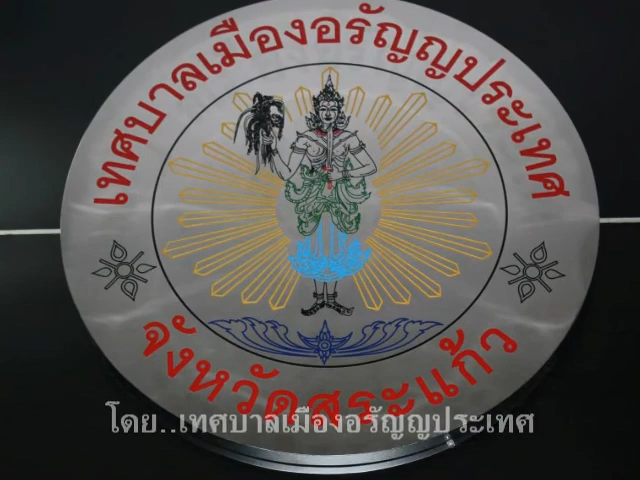 เทศบาลเมืองอรัญญประเทศ
จังหวัดสระแก้ว
โดย..เทศบาลเมืองอรัญญประเทศ